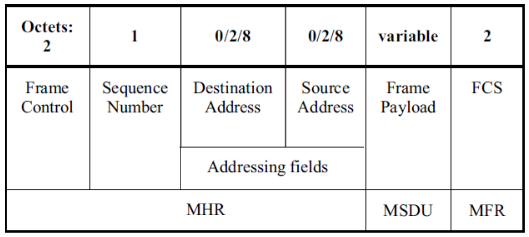 Octets: 2 1 0/2/8 0/2/8 variable 2
Frame Control Sequence Number Destination Address Source Address Frame Payload FCS
Addressing fields
MHR MSDU MFR